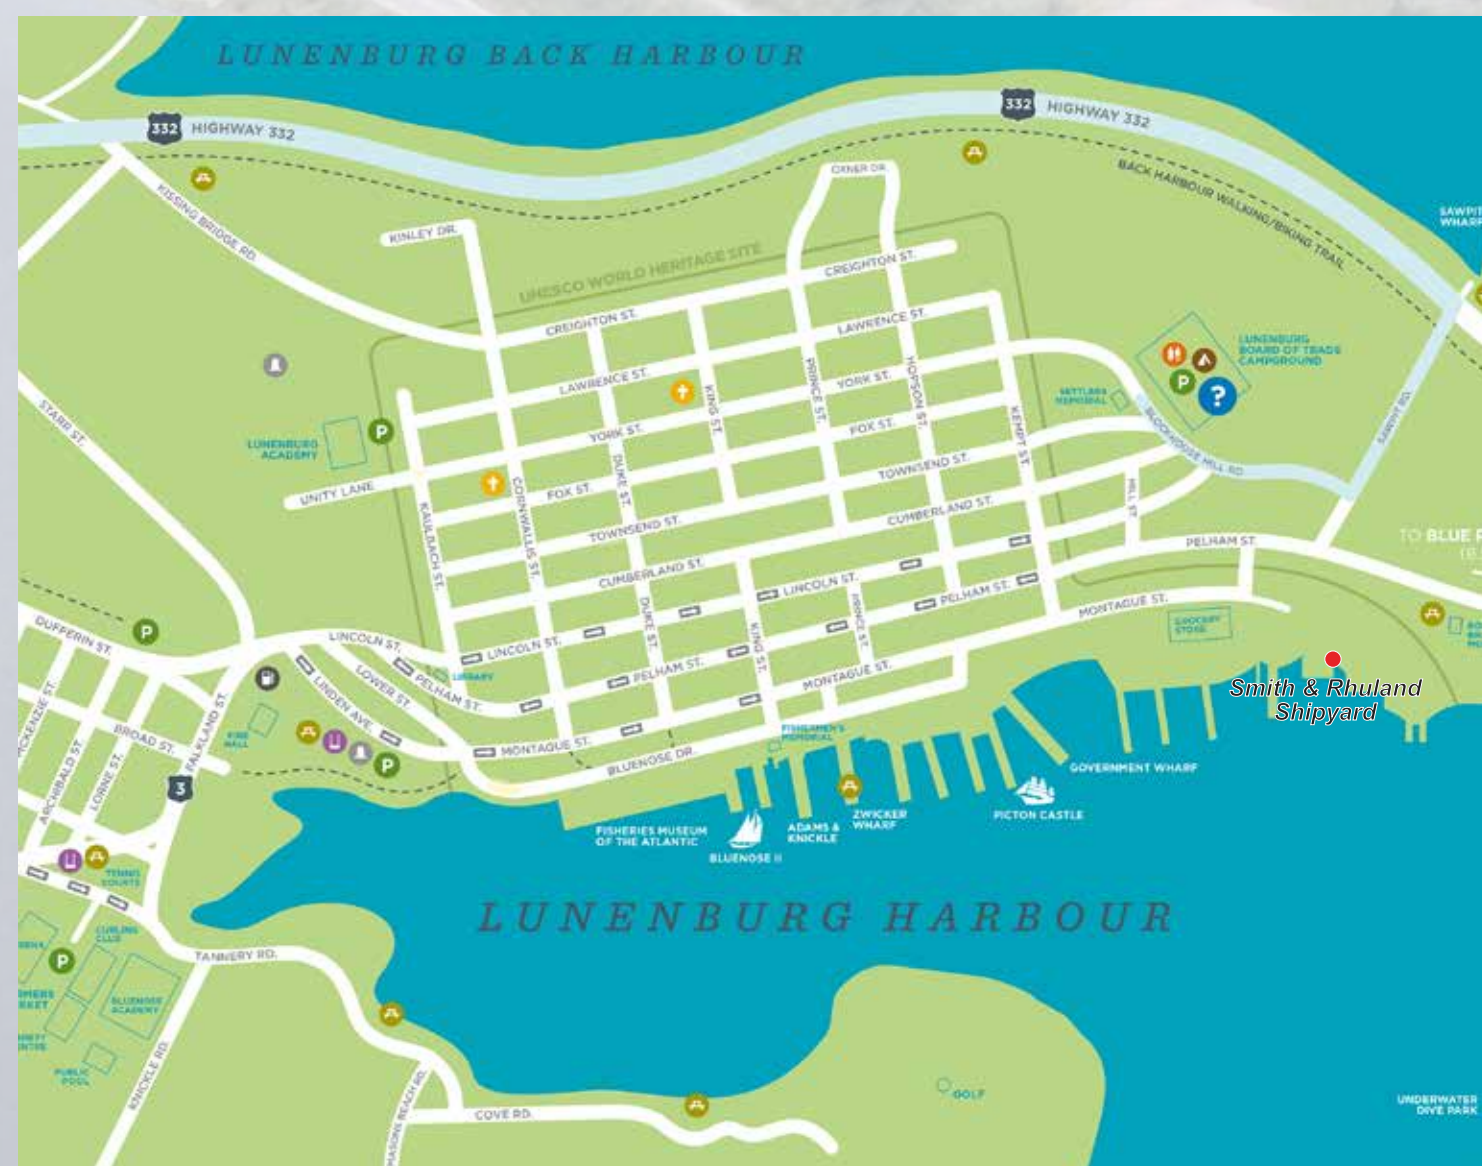 LUNENBURG BACK HARBOUR
332
HIGHWAY 332
332
HIGHWAY 332
BACK HARBOUR WALKING/BIKING TRAIL
KISSING BRIDGE RD.
KINLEY DR.
OXNER DR.
UNESCO WORLD HERITAGE SITE
CREIGHTON ST.
CREIGHTON ST.
LAWRENCE ST.
LAWRENCE ST.
YORK ST.
YORK ST.
FOX ST.
FOX ST.
TOWNSEND ST.
TOWNSEND ST.
CUMBERLAND ST.
CUMBERLAND ST.
LINCOLN ST.
LINCOLN ST.
LINCOLN ST.
PELHAM ST.
PELHAM ST.
PELHAM ST.
PELHAM ST.
MONTAGUE ST.
MONTAGUE ST.
MONTAGUE ST.
BLUENOSE DR.
KAULBACH ST.
CORNWALLIS ST.
DUKE ST.
DUKE ST.
KING ST.
KING ST.
PRINCE ST.
PRINCE ST.
HOPSON ST.
KEMPT ST.
HILL ST.
BLOCKHOUSE HILL RD
SAWPIT RD.
SAWPIT
WHARF
LUNENBURG
BOARD OF TRADE
CAMPGROUND
P
?
SETTLERS
MEMORIAL
LUNENBURG
ACADEMY
P
UNITY LANE
STARR ST.
DUFFERIN ST.
P
LOWER ST.
LINDEN AVE.
LIBRARY
FIRE
HALL
P
BROAD ST.
FALKLAND ST.
ARCHIBALD ST.
LORNE ST.
3
TENNIS
COURTS
CURLING
CLUB
P
BLUENOSE
ACADEMY
PUBLIC
POOL
TANNERY RD.
KNICKLE RD.
MASONS BEACH RD.
COVE RD.
GROCERY
STORE
TO BLUE
Smith & Rhuland
Shipyard
FISHERMEN'S
MEMORIAL
GOVERNMENT WHARF
PICTON CASTLE
ZWICKER
WHARF
ADAMS &
KNICKLE
BLUENOSE II
FISHERIES MUSEUM
OF THE ATLANTIC
LUNENBURG HARBOUR
GOLF
UNDERWATER
DIVE PARK